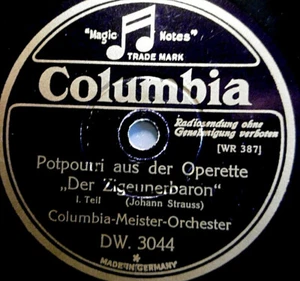 "Magic Notes"
TRADE MARK
Columbia
Radiosendung ohne
Genehmigung verboten
[WR 387]
Potpourri aus der Operette
„Der Zigeunerbaron"
I. Teil (Johann Strauss)
Columbia-Meister-Orchester
DW. 3044
MADE IN GERMANY